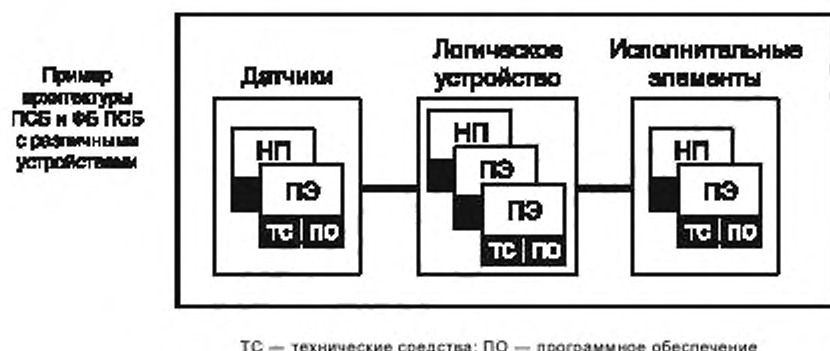 Пример
архитектуры
ПСБ и ФБ ПСБ
с различными
устройствами
Датчики
НП
ПЭ
ТС ПО
Логическое
устройство
НП
ПЭ
ПЭ
ТС ПО
Исполнительные
элементы
НП
ПЭ
ТС ПО
ТС — технические средства; ПО — программное обеспечение